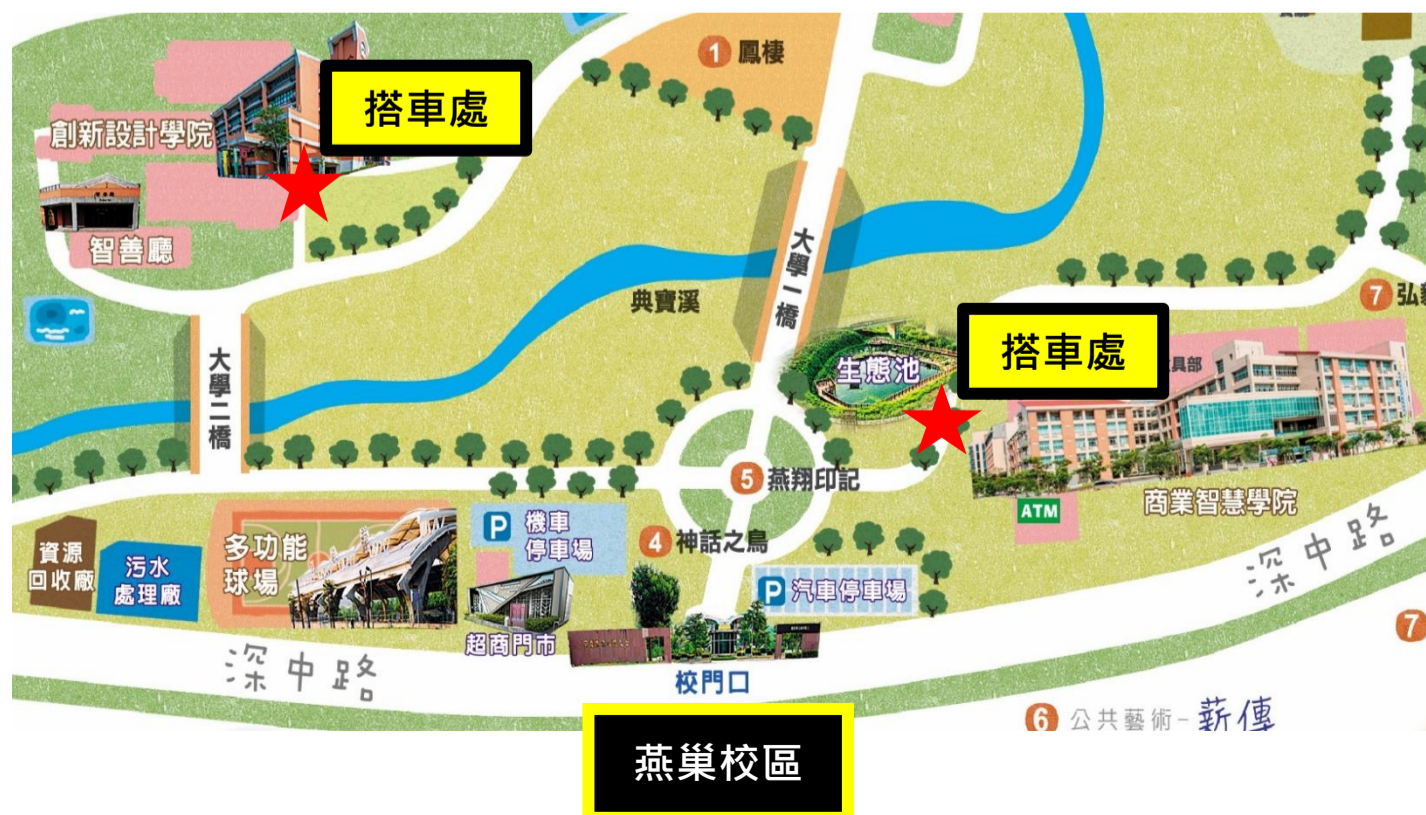 1 鳳棲
搭車處
創新設計學院
智善廳
大學一橋
典寶溪
7 弘毅
搭車處
生態池
具部
大學二橋
5 燕翔印記
商業智慧學院
ATM
P 機車
停車場
4 神話之鳥
多功能
球場
資源
回收廠
污水
處理廠
P 汽車停車場
超商門市
深中路
深中路
校門口
7
6 公共藝術-薪傳
燕巢校區